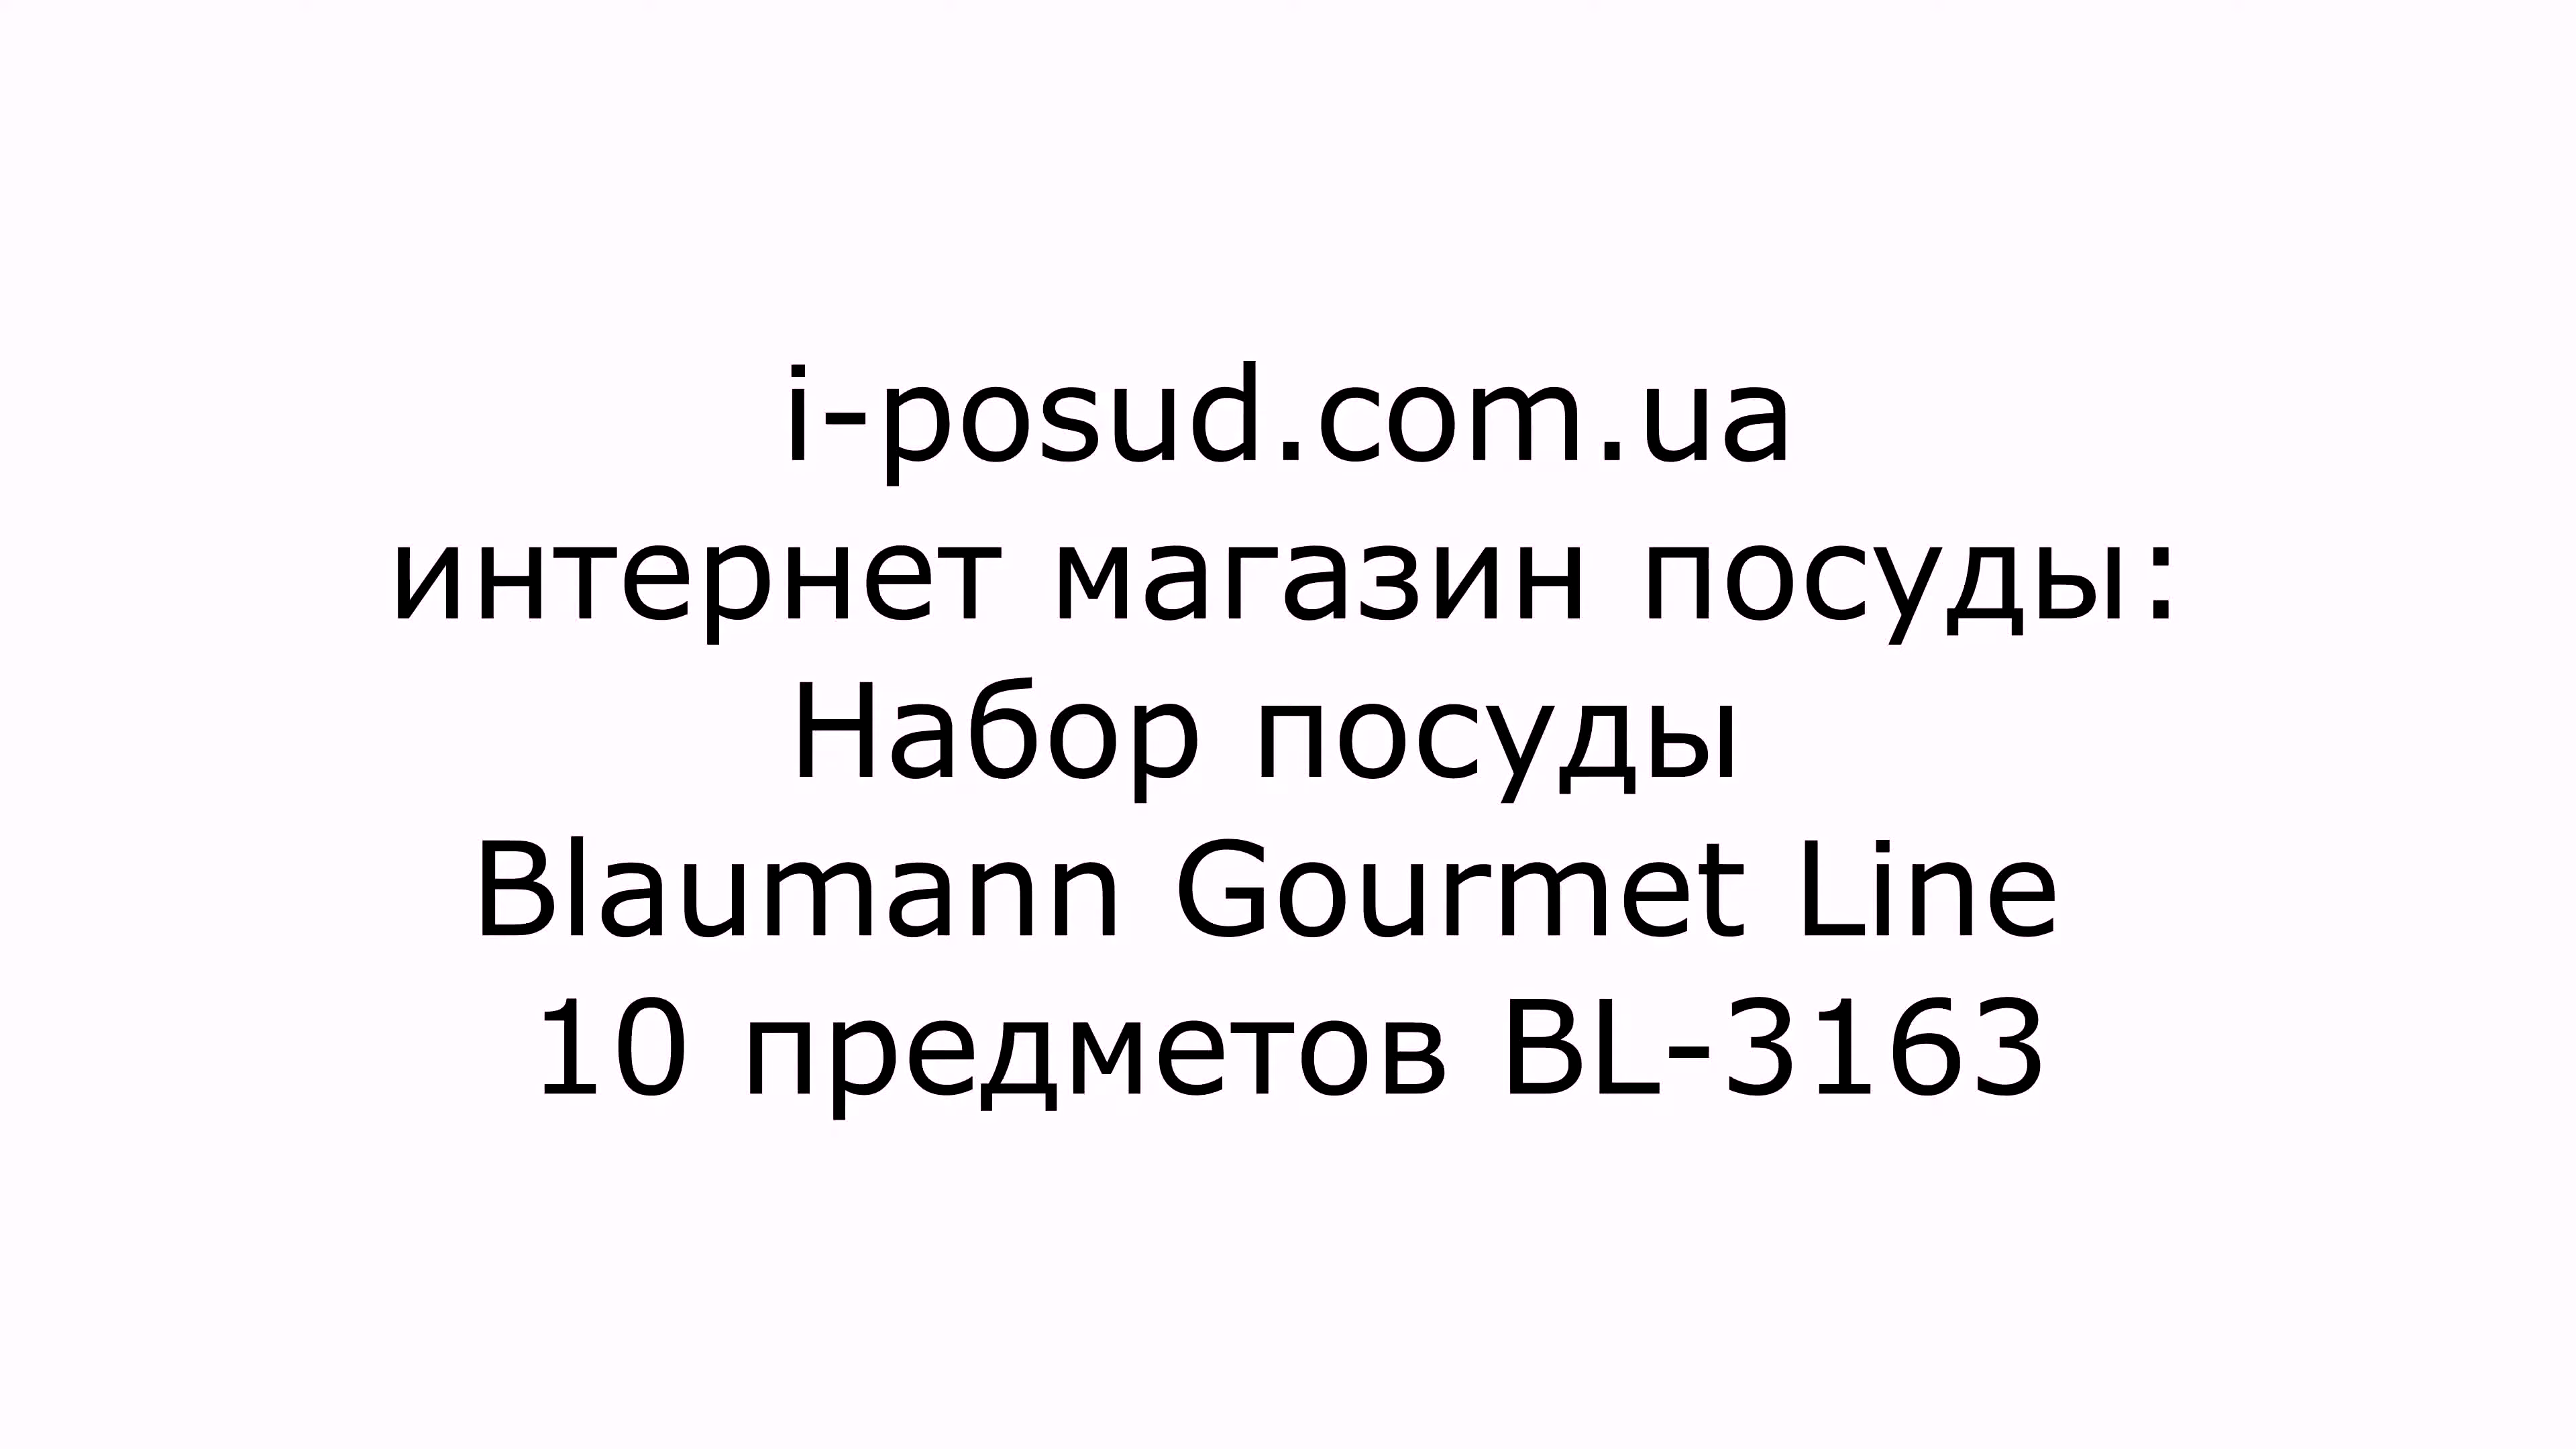 i-posud.com.ua
интернет магазин посуды:
Набор посуды
Blaumann Gourmet Line
10 предметов BL-3163